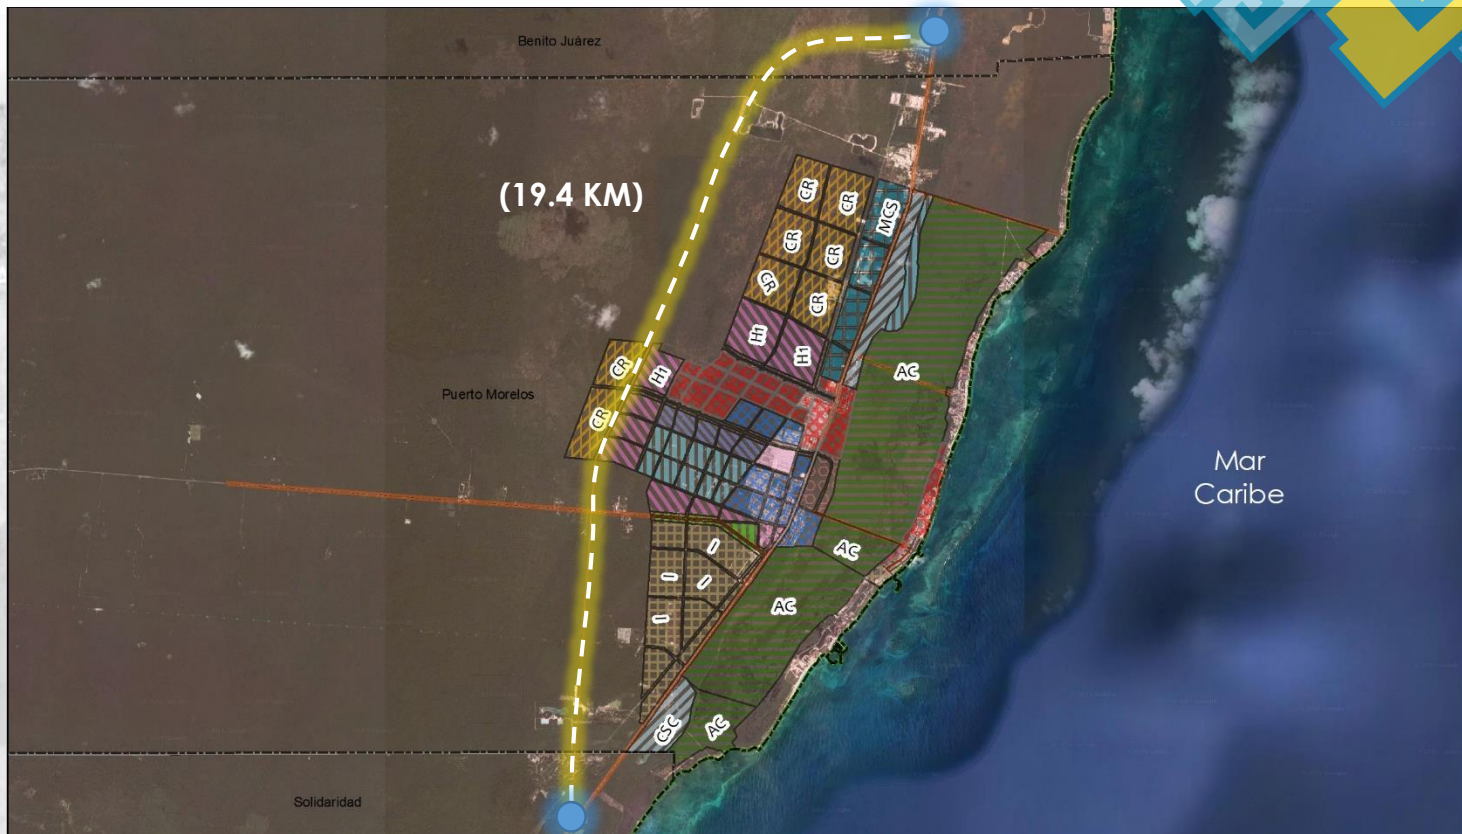 Benito Juárez
(19.4 KM)
CR
CR
MCS
CR
CR
CR
CR
H1
H1
CR
H1
AC
Puerto Morelos
CR
Mar
Caribe
I
AC
I
I
AC
I
CSC
AC
Solidaridad